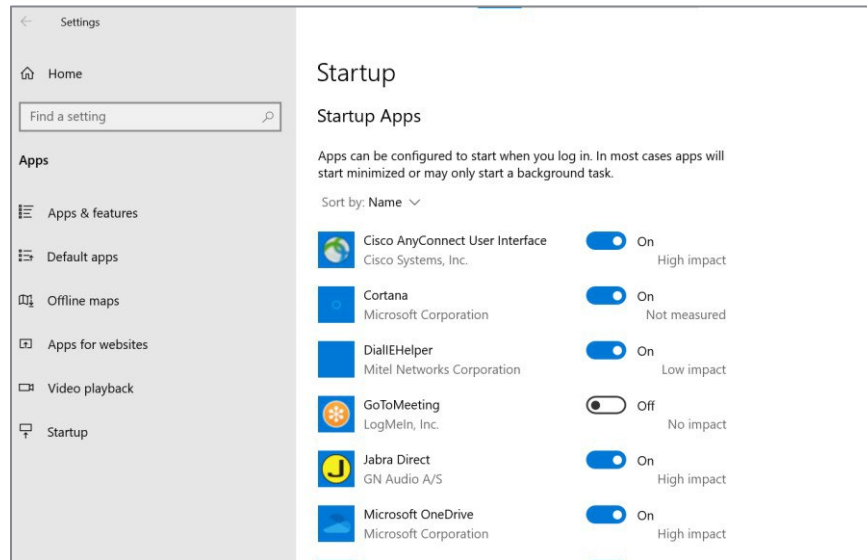 Settings
Home
Find a setting
Apps
Apps & features
Default apps
Offline maps
Apps for websites
Video playback
Startup
Startup
Startup Apps
Apps can be configured to start when you log in. In most cases apps will
start minimized or may only start a background task.
Sort by: Name
Cisco AnyConnect User Interface
On
Cisco Systems, Inc.
High impact
Cortana
On
Microsoft Corporation
Not measured
DialIEHelper
On
Mitel Networks Corporation
Low impact
GoToMeeting
Off
LogMeIn, Inc.
No impact
Jabra Direct
On
GN Audio A/S
High impact
Microsoft OneDrive
On
Microsoft Corporation
High impact